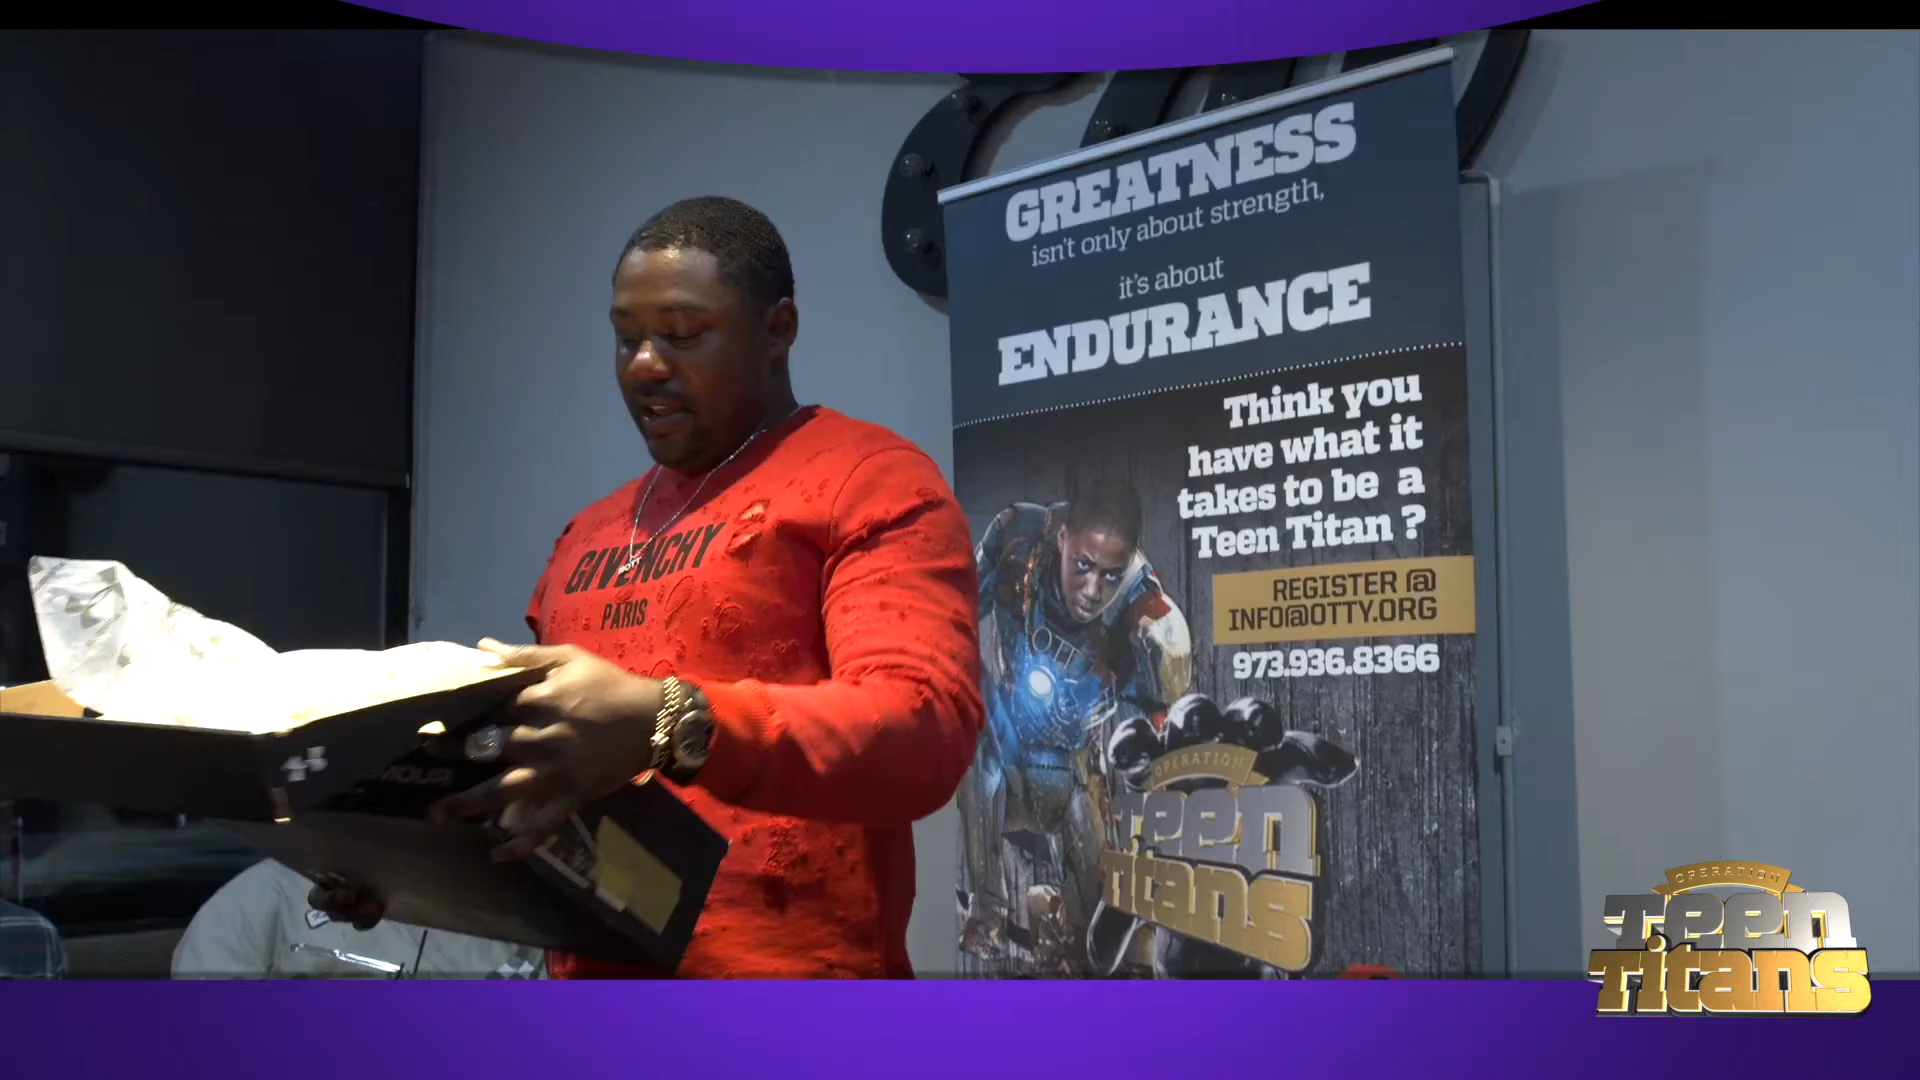 GREATNESS
isn't only about strength,
it's about
ENDURANCE
Think you
have what it
takes to be a
Teen Titan ?
REGISTER @
INFO@OTTY.ORG
973.936.8366
OPERATION
Teen
Titans
GIVENCHY
PARIS
OTTY
OPERATION
Teen
Titans